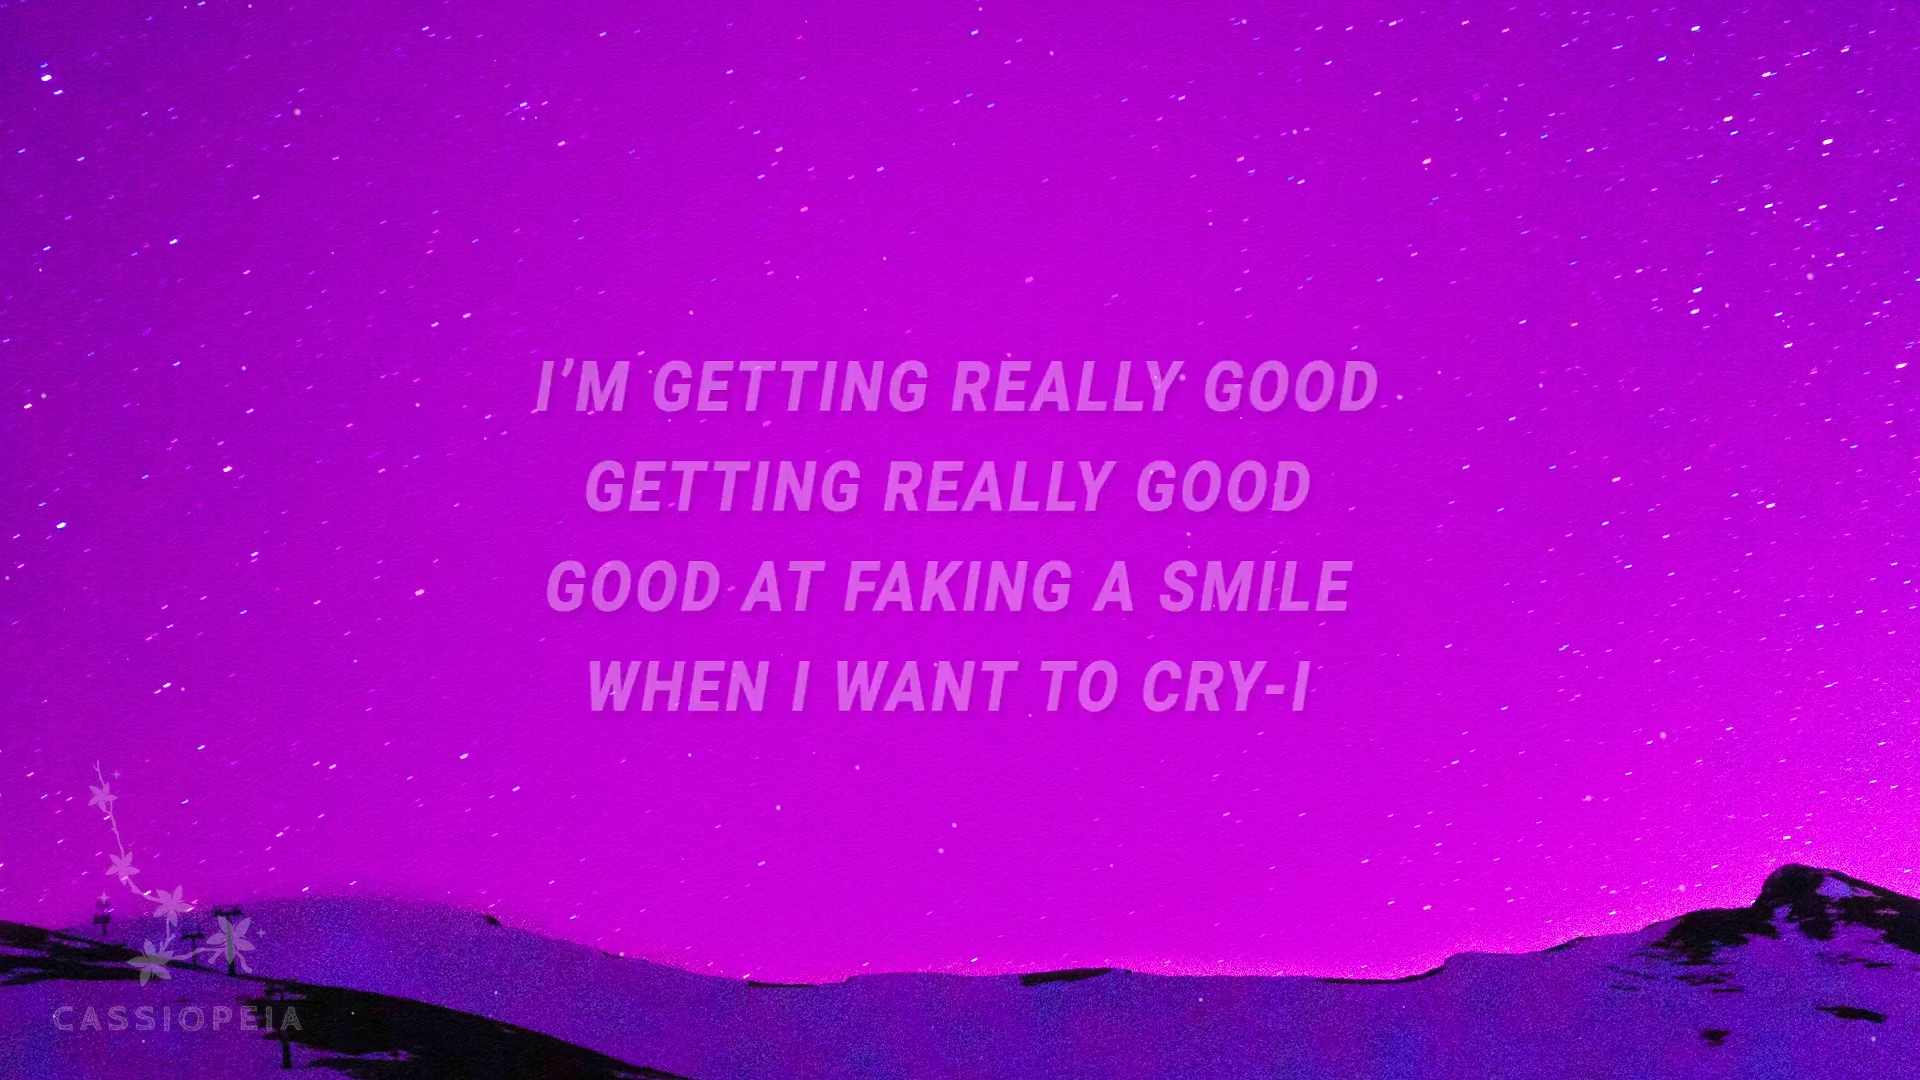 I’M GETTING REALLY GOOD
GETTING REALLY GOOD
GOOD AT FAKING A SMILE
WHEN I WANT TO CRY-I
CASSIOPEIA